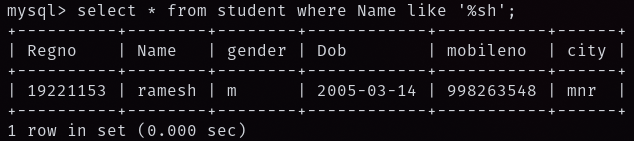 mysql> select * from student where Name like '%sh';
+----------+--------+--------+------------+-----------+------+
| Regno    | Name   | gender | Dob        | mobileno  | city |
+----------+--------+--------+------------+-----------+------+
| 19221153 | ramesh | m      | 2005-03-14 | 998263548 | mnr  |
+----------+--------+--------+------------+-----------+------+
1 row in set (0.000 sec)